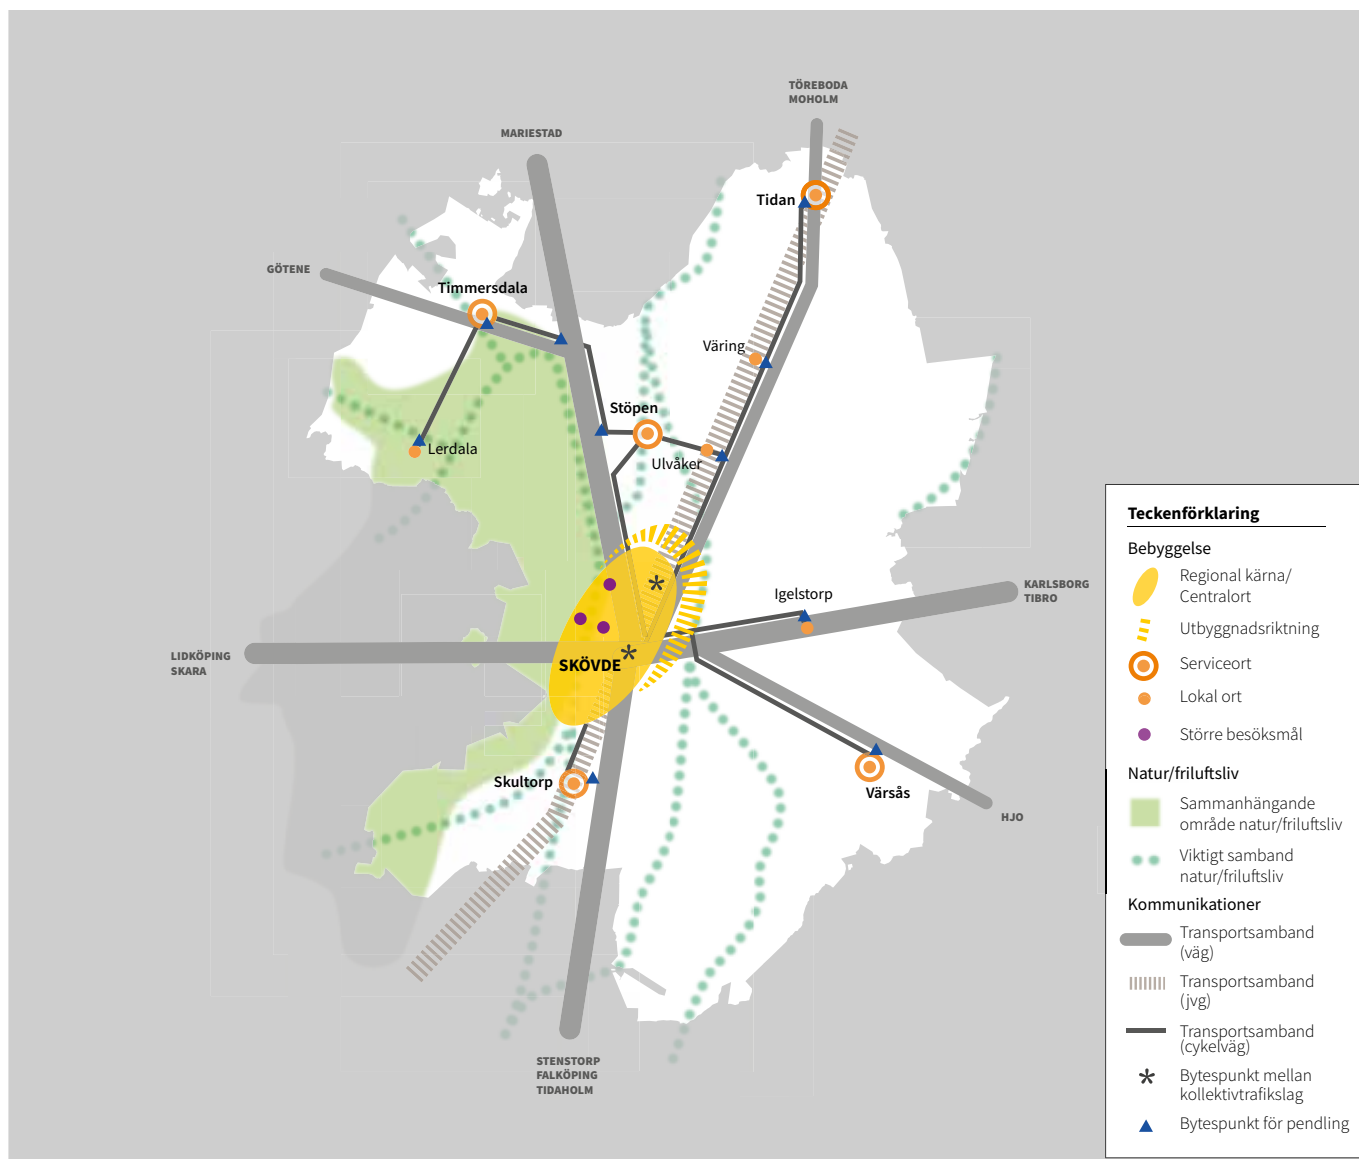 TÖREBODA
MOHOLM
MARIESTAD
Tidan
GÖTENE
Timmersdala
Väring
Stöpen
Lerdala
Ulvåker
Igelstorp
KARLSBORG
TIBRO
LIDKÖPING
SKARA
SKÖVDE
Skultorp
Värsås
HJO
STENSTORP
FALKÖPING
TIDAHOLM
Teckenförklaring
Bebyggelse
Regional kärna/
Centralort
Utbyggnadsriktning
Serviceort
Lokal ort
Större besöksmål
Natur/friluftsliv
Sammanhängande
område natur/friluftsliv
Viktigt samband
natur/friluftsliv
Kommunikationer
Transportsamband
(väg)
Transportsamband
(jvg)
Transportsamband
(cykelväg)
Bytespunkt mellan
kollektivtrafikslag
Bytespunkt för pendling